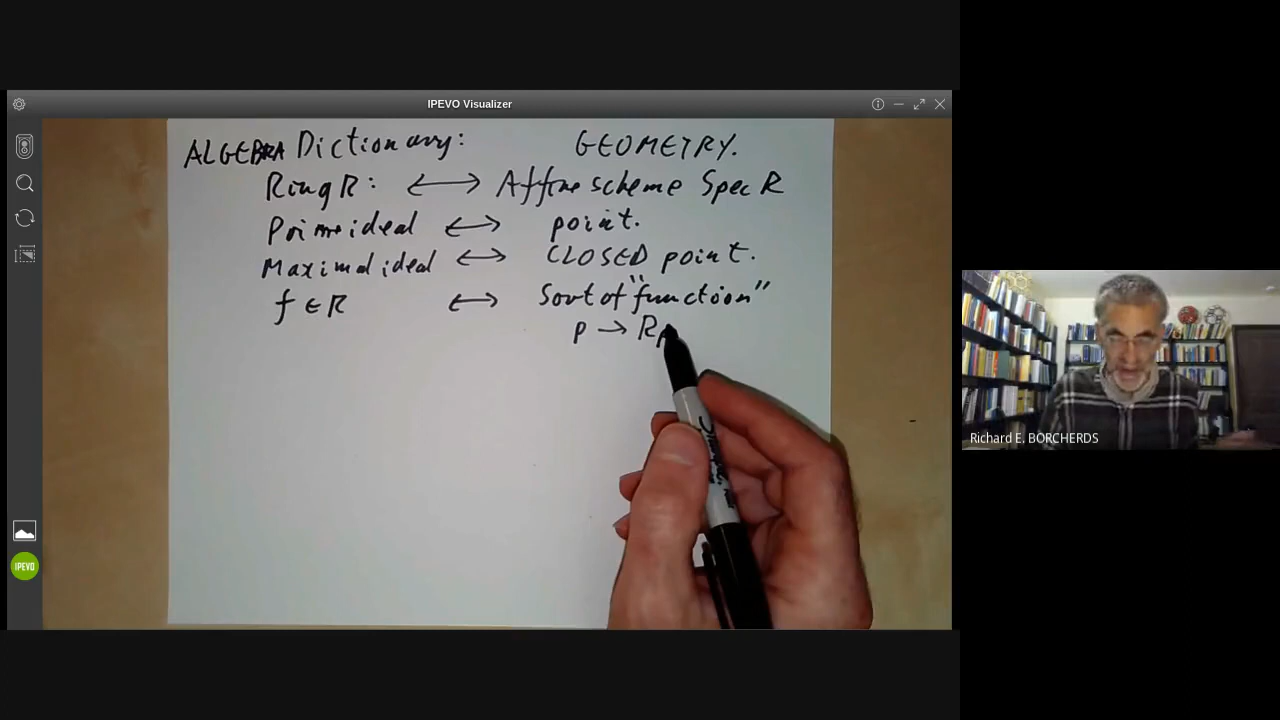 IPEVO Visualizer
ALGEBRA Dictionary: GEOMETRY.
Ring R: ⟷ Affine scheme Spec R
Prime ideal ⟷ point.
Maximal ideal ⟷ CLOSED point.
f ∈ R ⟷ Sort of "function"
p → Rp
IPEVO
Richard E. BORCHERDS